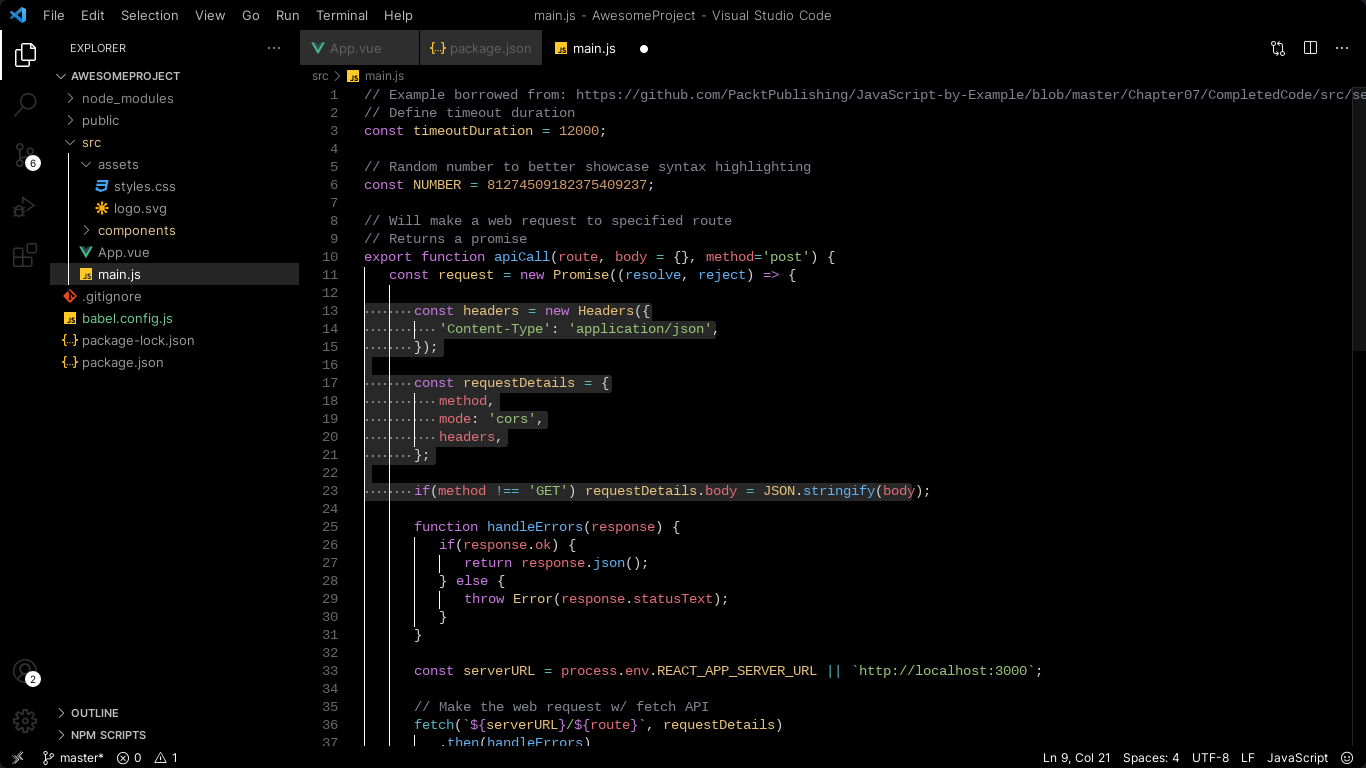 File Edit Selection View Go Run Terminal Help
main.js - AwesomeProject - Visual Studio Code
EXPLORER
App.vue
package.json
main.js
AWESOMEPROJECT
node_modules
public
src
assets
styles.css
logo.svg
components
App.vue
JS main.js
.gitignore
JS babel.config.js
{..} package-lock.json
{..} package.json
6
2
OUTLINE
NPM SCRIPTS
src > JS main.js
1 // Example borrowed from: https://github.com/PacktPublishing/JavaScript-by-Example/blob/master/Chapter07/CompletedCode/src/se
2 // Define timeout duration
3 const timeoutDuration = 12000;
4
5 // Random number to better showcase syntax highlighting
6 const NUMBER = 81274509182375409237;
7
8 // Will make a web request to specified route
9 // Returns a promise
10 export function apiCall(route, body = {}, method='post') {
11 const request = new Promise((resolve, reject) => {
12
13 const headers = new Headers({
14 'Content-Type': 'application/json',
15 });
16
17 const requestDetails = {
18 method,
19 mode: 'cors',
20 headers,
21 };
22
23 if(method !== 'GET') requestDetails.body = JSON.stringify(body);
24
25 function handleErrors(response) {
26 if(response.ok) {
27 return response.json();
28 } else {
29 throw Error(response.statusText);
30 }
31 }
32
33 const serverURL = process.env.REACT_APP_SERVER_URL || `http://localhost:3000`;
34
35 // Make the web request w/ fetch API
36 fetch(`${serverURL}/${route}`, requestDetails)
37 .then(handleErrors)
master* 0 1
Ln 9, Col 21 Spaces: 4 UTF-8 LF JavaScript